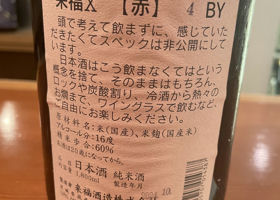 来福X 【赤】 4 BY
頭で考えて飲まずに、感じていた
だきたくてスペックは非公開にして
います。
日本酒はこう飲まなくてはという
概念を捨て、そのままはもちろん、
ロックや炭酸割り、冷酒から熱々の
お燗まで、ワイングラスで飲むなど、
ご自由にお楽しみください。
原材料名:米(国産)、米麹(国産米)
アルコール分:16度
精米歩合:60%
日本酒 純米酒
1,800ml 製造年月
来福酒造株式会